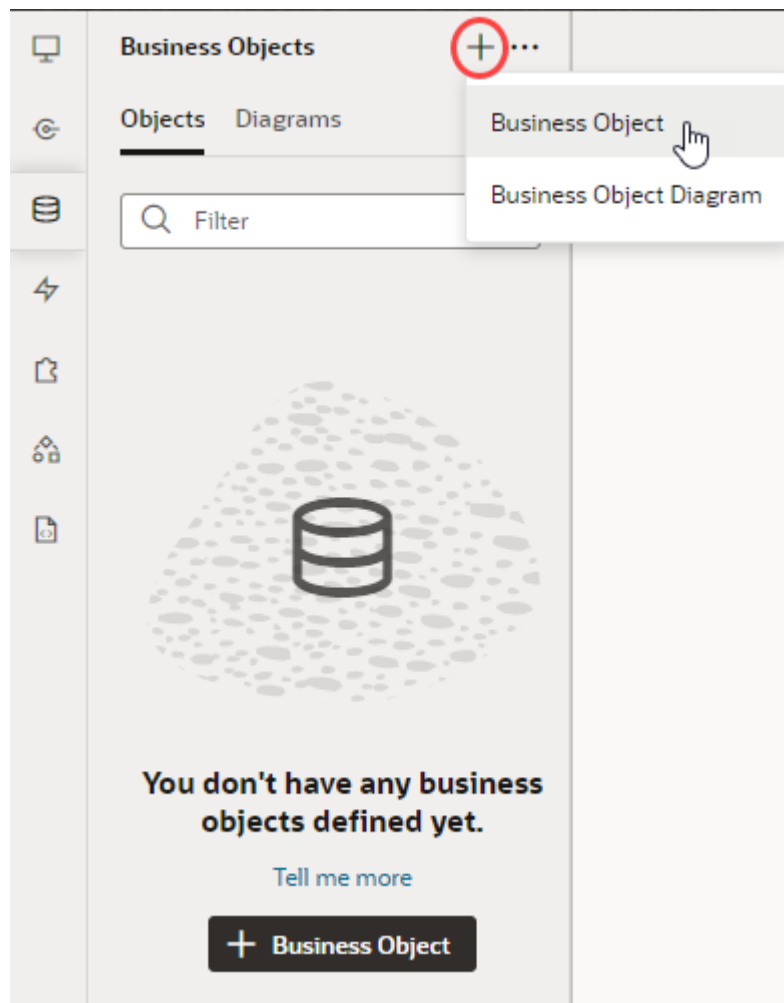 Business Objects
Objects Diagrams
Business Object
Business Object Diagram
Filter
You don't have any business
objects defined yet.
Tell me more
Business Object